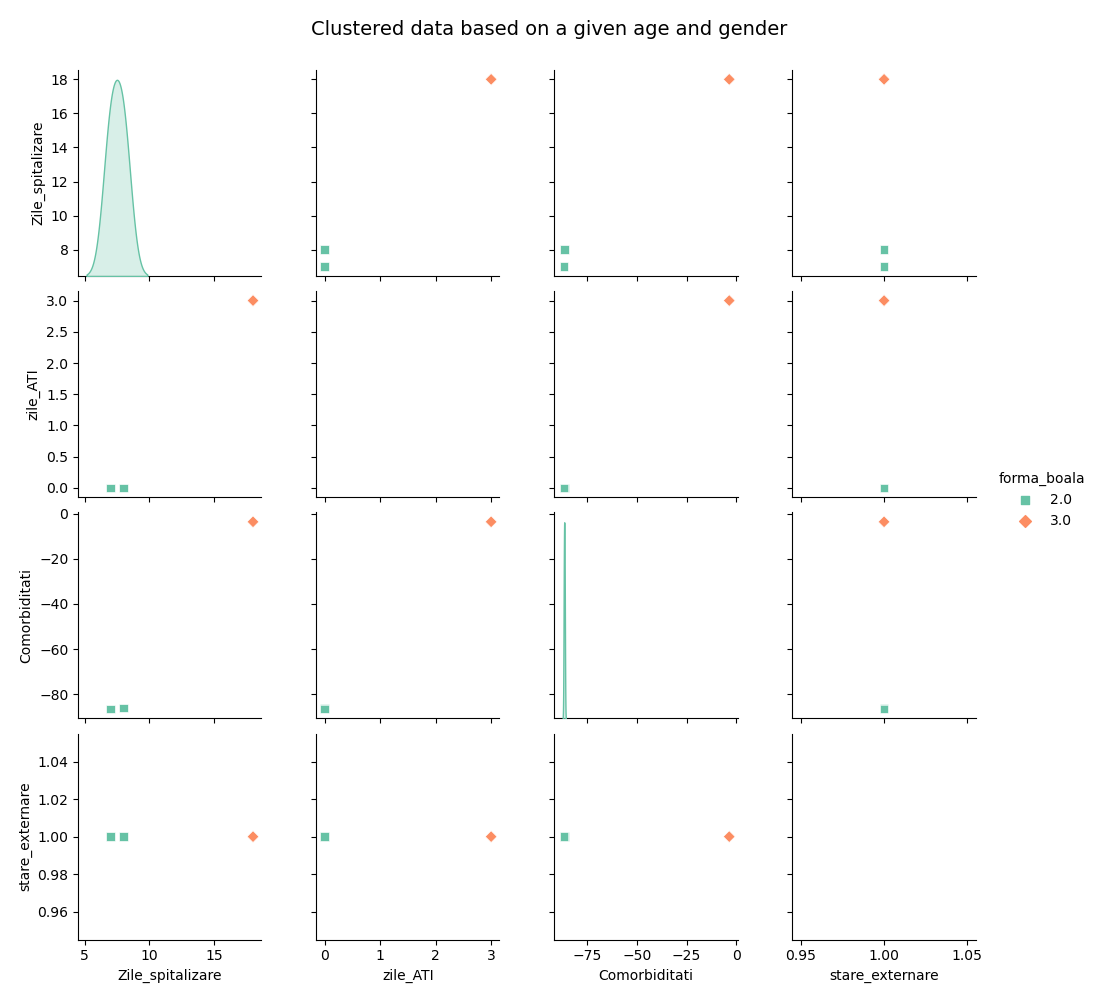 Clustered data based on a given age and gender
18
16
14
12
10
8
Zile_spitalizare
3.0
2.5
2.0
1.5
1.0
0.5
0.0
zile_ATI
forma_boala
2.0
3.0
0
−20
−40
−60
−80
Comorbiditati
1.04
1.02
1.00
0.98
0.96
stare_externare
5 10 15
0 1 2 3
−75 −50 −25 0
0.95 1.00 1.05
Zile_spitalizare
zile_ATI
Comorbiditati
stare_externare